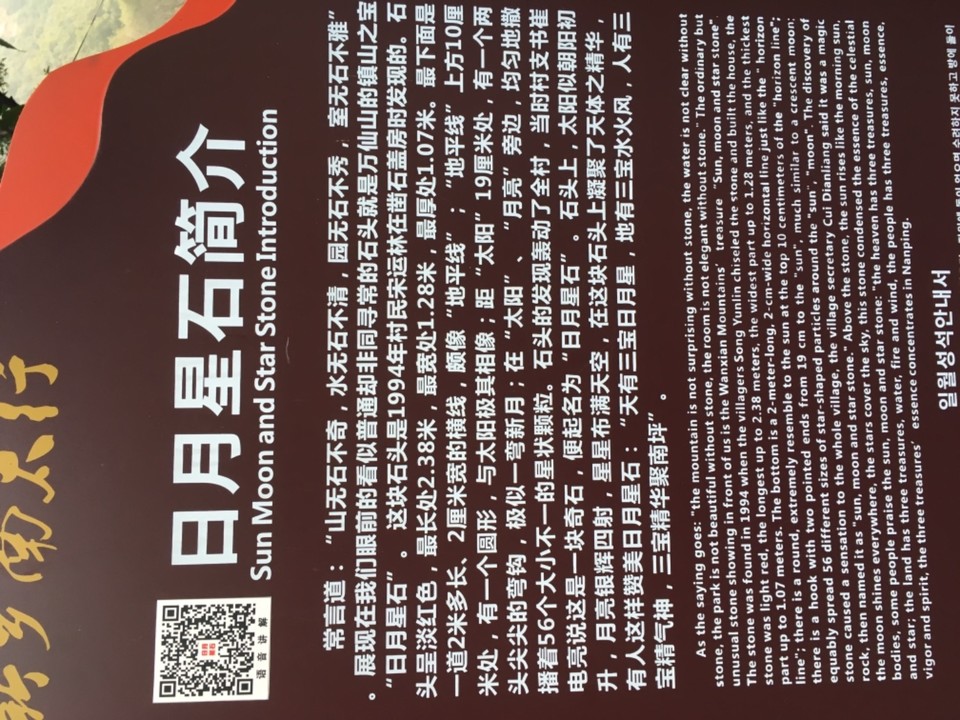 新乡南太行
日月星石简介
Sun Moon and Star Stone Introduction
语音讲解
常言道：“山无石不奇，水无石不清，园无石不秀，室无石不雅”
。展现在我们眼前的看似普通却非同寻常的石头就是万仙山的镇山之宝
“日月星石”。这块石头是1994年村民宋运林在凿石盖房时发现的。石
头呈淡红色，最长处2.38米，最宽处1.28米，最厚处1.07米。最下面是
一道2米多长、2厘米宽的横线，颇像“地平线”；“地平线”上方10厘
米处，有一个圆形，与太阳极其相像；距“太阳”19厘米处，有一个两
头尖尖的弯钩，极似一弯新月；在“太阳”、“月亮”旁边，均匀地撒
播着56个大小不一的星状颗粒。石头的发现轰动了全村，当时村支书崔
电亮说这是一块奇石，便起名为“日月星石”。石头上，太阳似朝阳初
升，月亮银辉四射，星星布满天空，在这块石头上凝聚了天体之精华，
有人这样赞美日月星石：“天有三宝日月星，地有三宝水火风，人有三
宝精气神，三宝精华聚南坪”。
As the saying goes: "the mountain is not surprising without stone, the water is not clear without
stone, the park is not beautiful without stone, the room is not elegant without stone." The ordinary but
unusual stone showing in front of us is the Wanxian Mountains' treasure "Sun, moon and star stone"
The stone was found in 1994 when the villagers Song Yunlin chiseled the stone and built the house, the
stone was light red, the longest up to 2.38 meters, the widest part up to 1.28 meters, and the thickest
part up to 1.07 meters. The bottom is a 2-meter-long, 2-cm-wide horizontal line just like the "horizon
line"; there is a round, extremely resemble to the sun at the top 10 centimeters of the "horizon line";
there is a hook with two pointed ends from 19 cm to the "sun", much similar to a crescent moon;
equably spread 56 different sizes of star-shaped particles around the "sun", "moon". The discovery of
stone caused a sensation to the whole village, the village secretary Cui Dianliang said it was a magic
rock, then named it as "sun, moon and star stone." Above the stone, the sun rises like the morning sun,
the moon shines everywhere, the stars cover the sky, this stone condensed the essence of the celestial
bodies, some people praise the sun, moon and star stone: "the heaven has three treasures, sun, moon
and star; the land has three treasures, water, fire and wind, the people has three treasures, essence,
vigor and spirit, the three treasures' essence concentrates in Nanping.
일월성석안내서